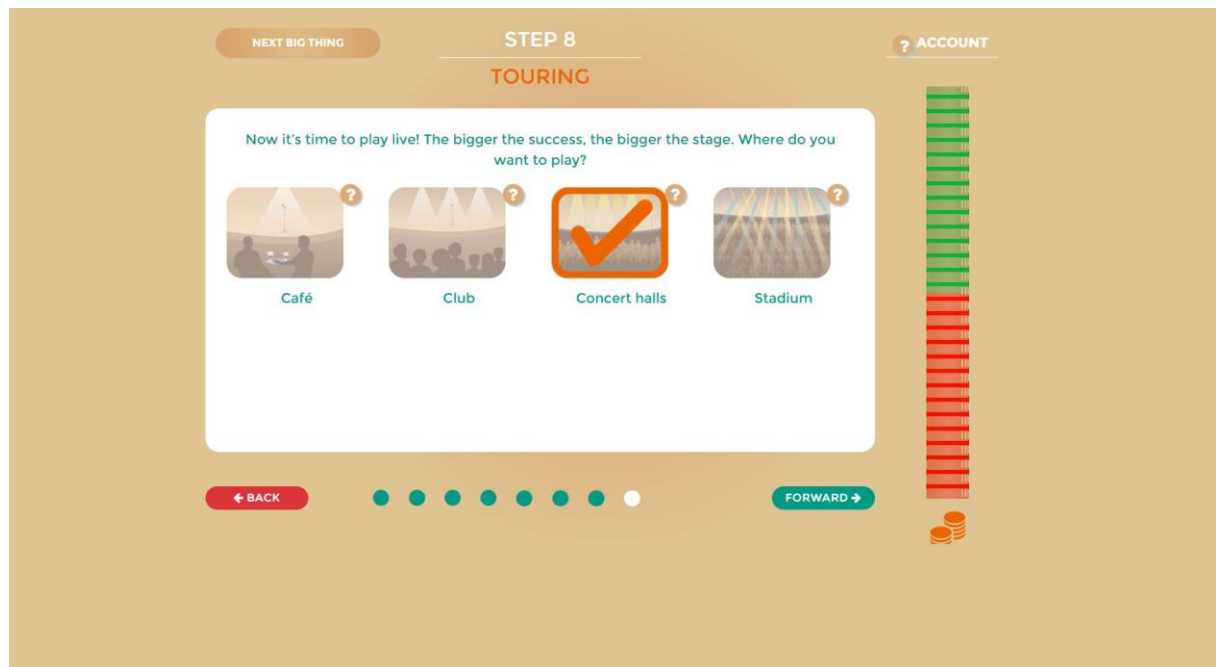 NEXT BIG THING
STEP 8
? ACCOUNT
TOURING
Now it's time to play live! The bigger the success, the bigger the stage. Where do you
want to play?
? ? ? ?
Café Club Concert halls Stadium
← BACK
FORWARD →